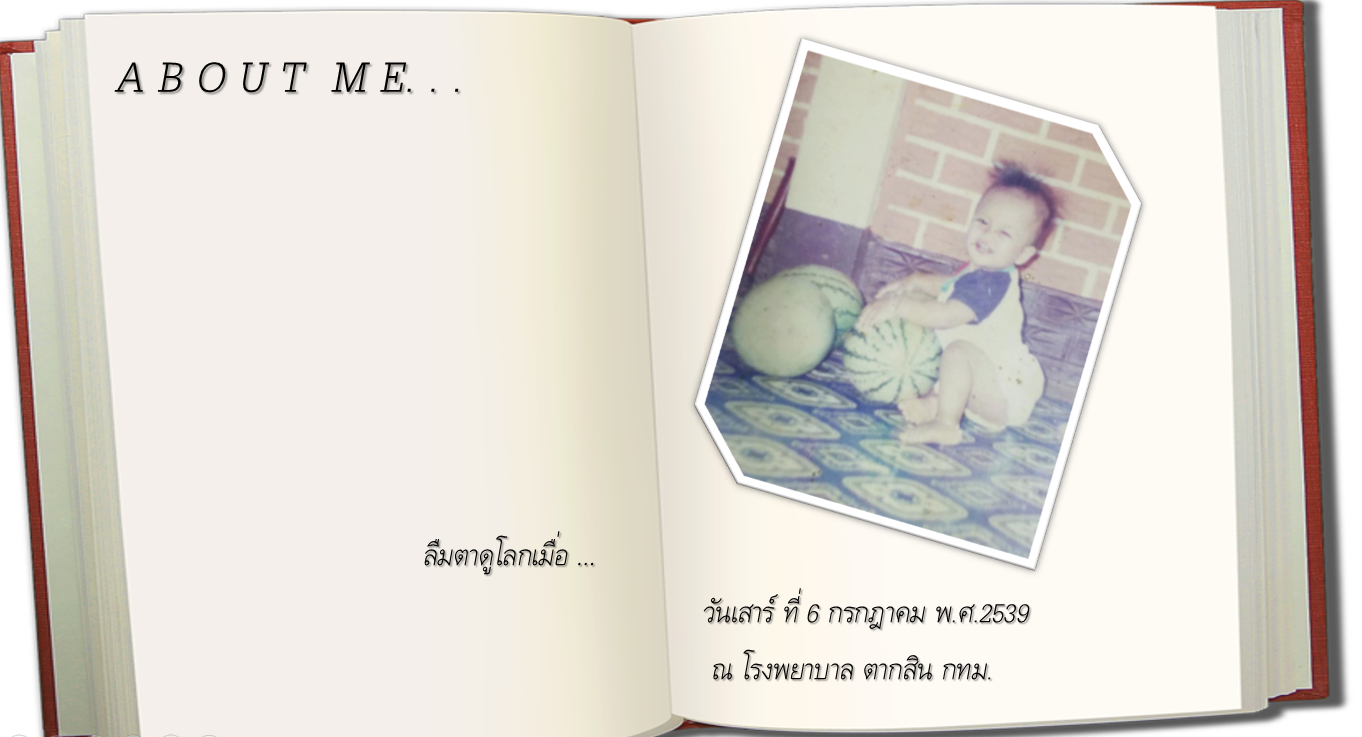 ABOUT ME...
ลืมตาดูโลกเมื่อ ...
วันเสาร์ ที่ 6 กรกฎาคม พ.ศ.2539
ณ โรงพยาบาล ตากสิน กทม.